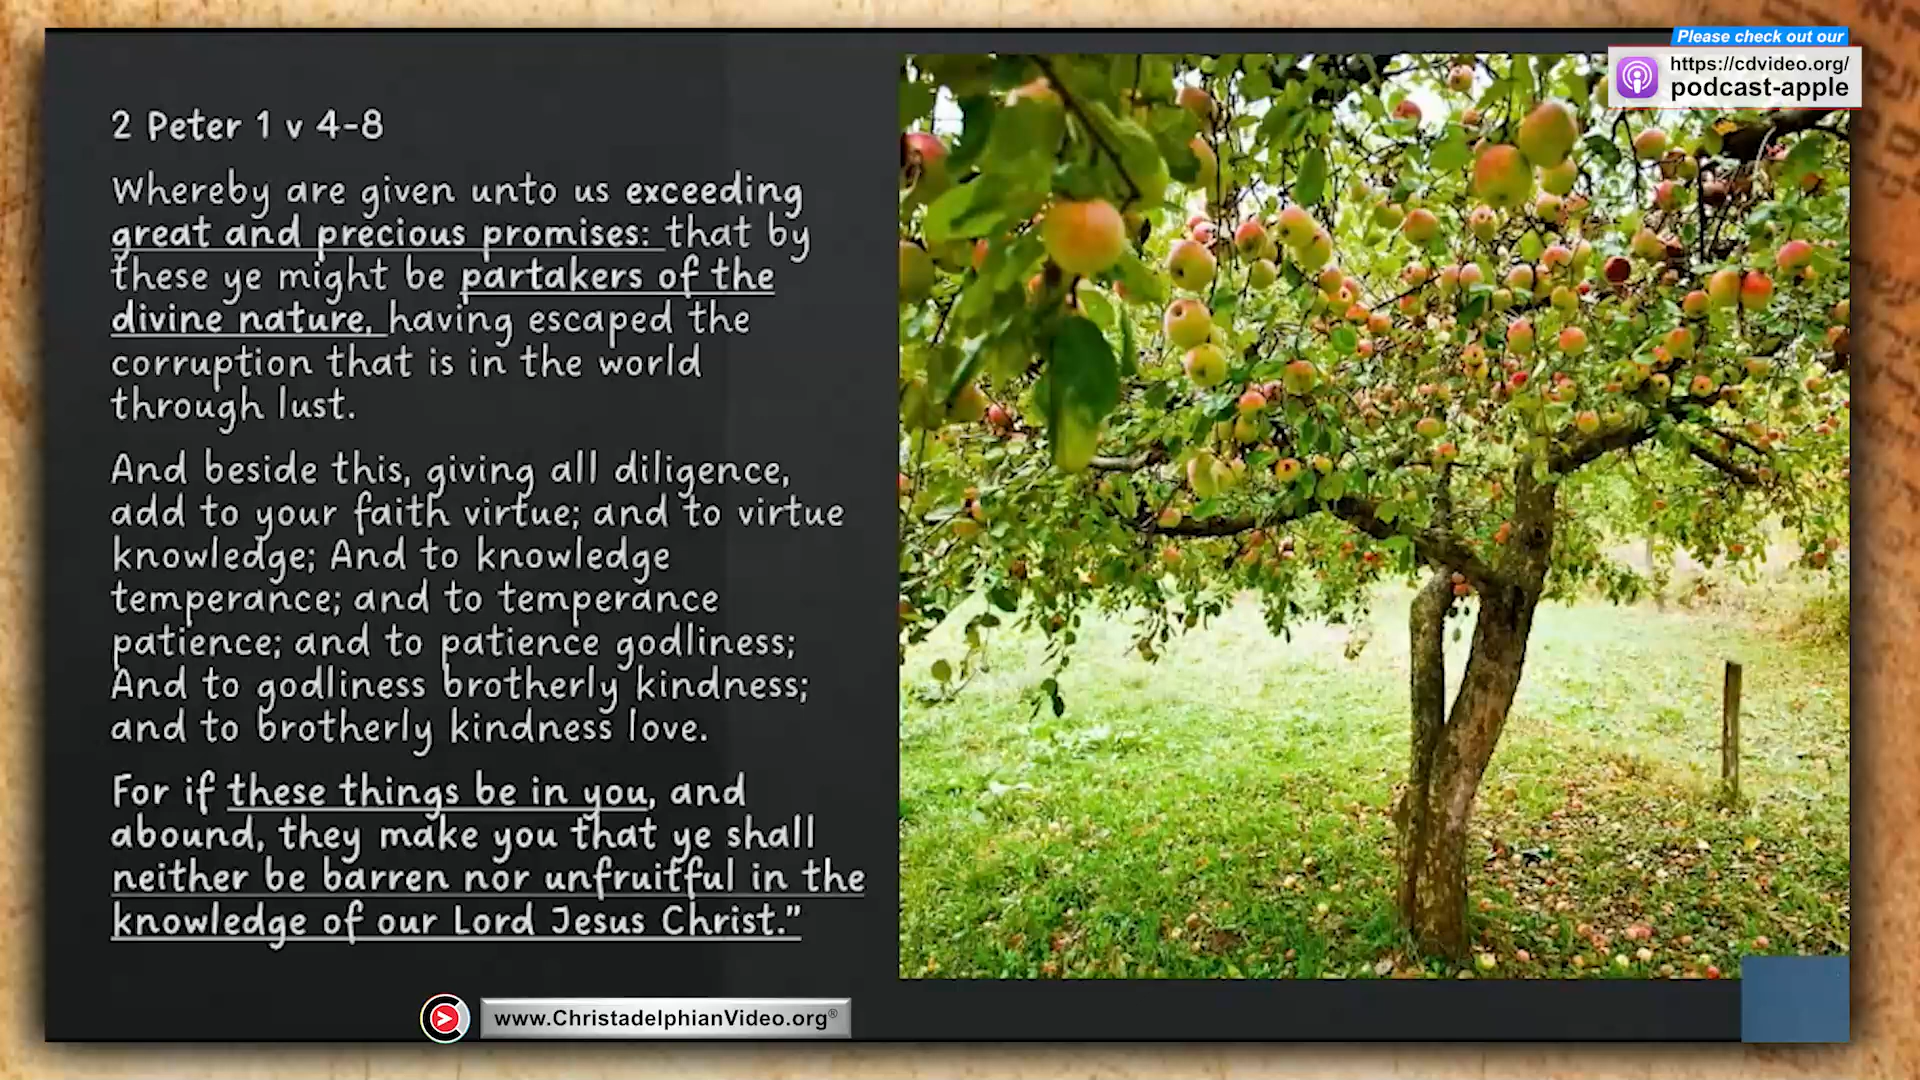 Please check out our
https://cdvideo.org/
podcast-apple
2 Peter 1 v 4-8
Whereby are given unto us exceeding
great and precious promises: that by
these ye might be partakers of the
divine nature, having escaped the
corruption that is in the world
through lust.
And beside this, giving all diligence,
add to your faith virtue; and to virtue
knowledge; And to knowledge
temperance; and to temperance
patience; and to patience godliness;
And to godliness brotherly kindness;
and to brotherly kindness love.
For if these things be in you, and
abound, they make you that ye shall
neither be barren nor unfruitful in the
knowledge of our Lord Jesus Christ."
www.ChristadelphianVideo.org®